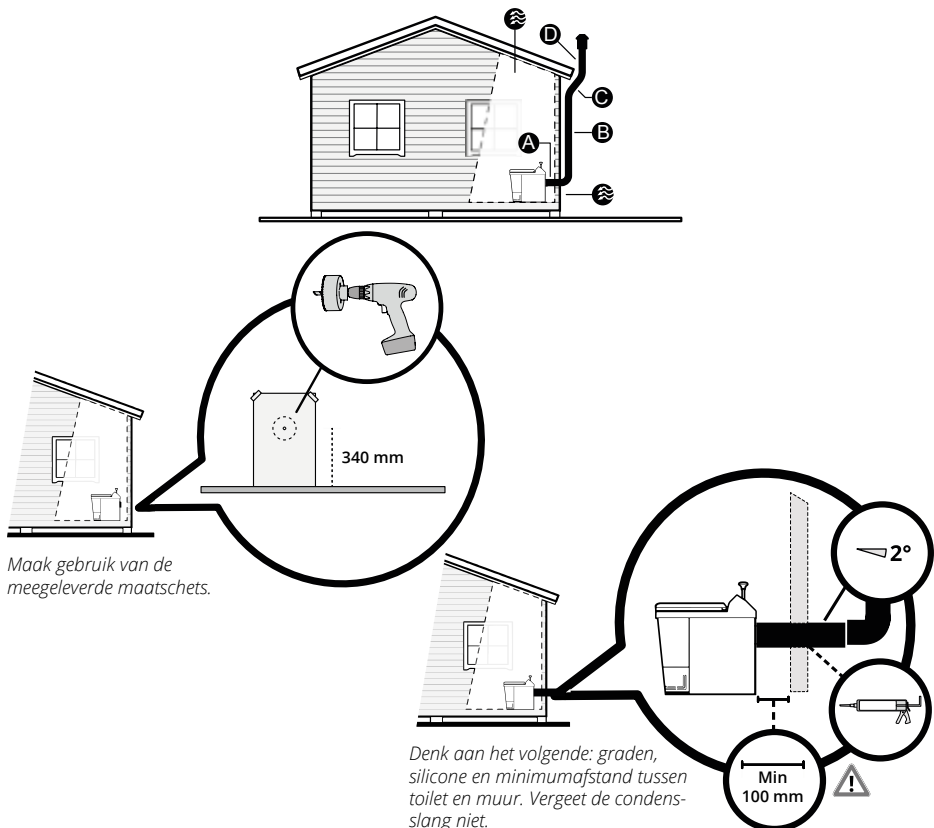 D
C
B
A
340 mm
Maak gebruik van de
meegeleverde maatschets.
2°
Min
100 mm
Denk aan het volgende: graden,
silicone en minimumafstand tussen
toilet en muur. Vergeet de condens-
slang niet.